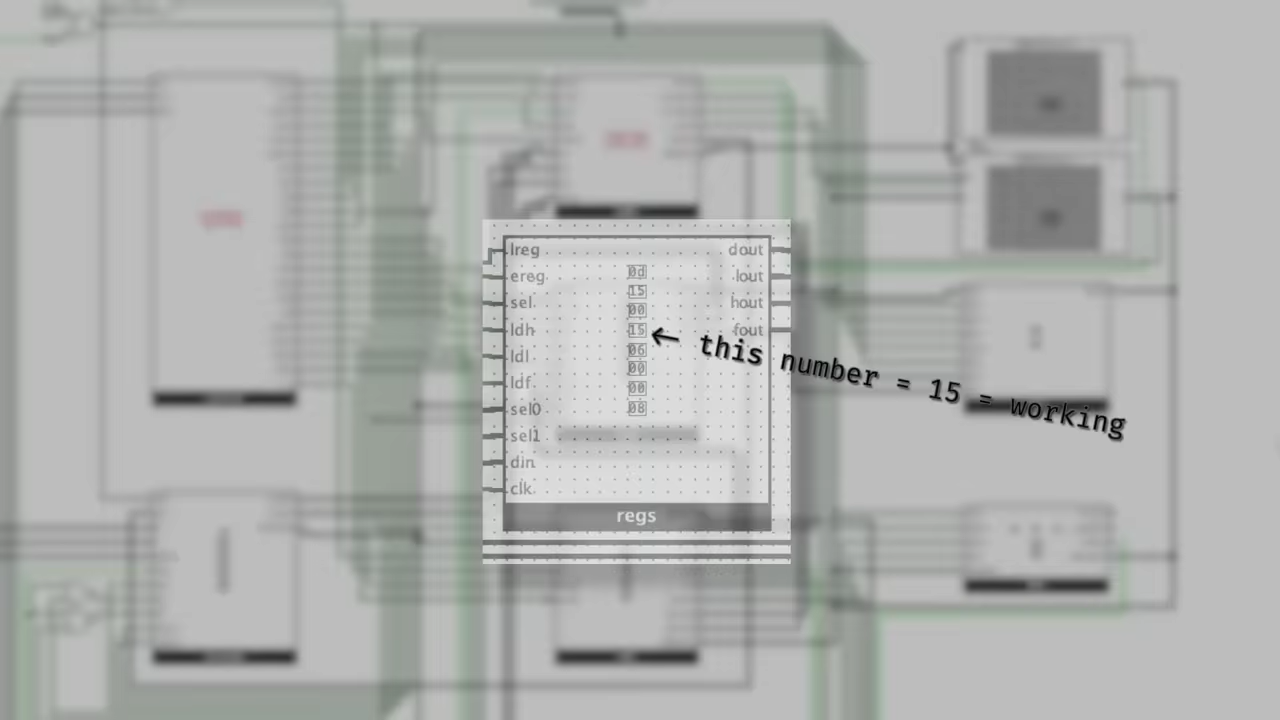 lreg
ereg
sel
ldh
ldl
ldf
sel0
sel1
din
clk
0d
15
00
15
06
00
00
08
dout
lout
hout
fout
← this number = 15 = working
regs